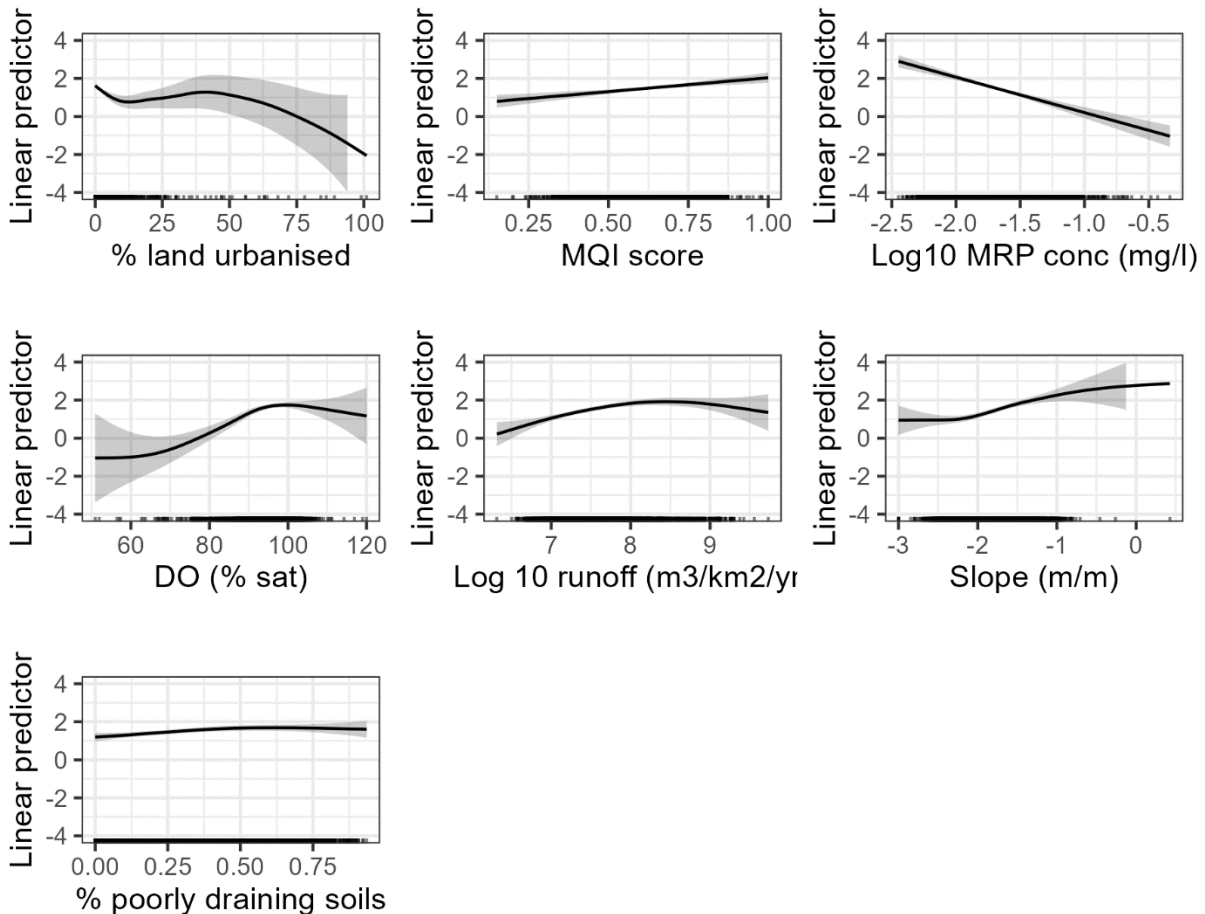 Linear predictor
4
2
0
-2
-4
0 25 50 75 100
% land urbanised
Linear predictor
4
2
0
-2
-4
0.25 0.50 0.75 1.00
MQI score
Linear predictor
4
2
0
-2
-4
-2.5 -2.0 -1.5 -1.0 -0.5
Log10 MRP conc (mg/l)
Linear predictor
4
2
0
-2
-4
60 80 100 120
DO (% sat)
Linear predictor
4
2
0
-2
-4
7 8 9
Log 10 runoff (m3/km2/yr
Linear predictor
4
2
0
-2
-4
-3 -2 -1 0
Slope (m/m)
Linear predictor
4
2
0
-2
-4
0.00 0.25 0.50 0.75
% poorly draining soils